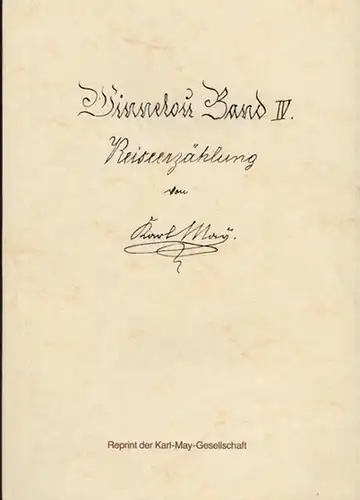 Winnetou Band IV.
Reiseerzählung
von
Karl May.
Reprint der Karl-May-Gesellschaft